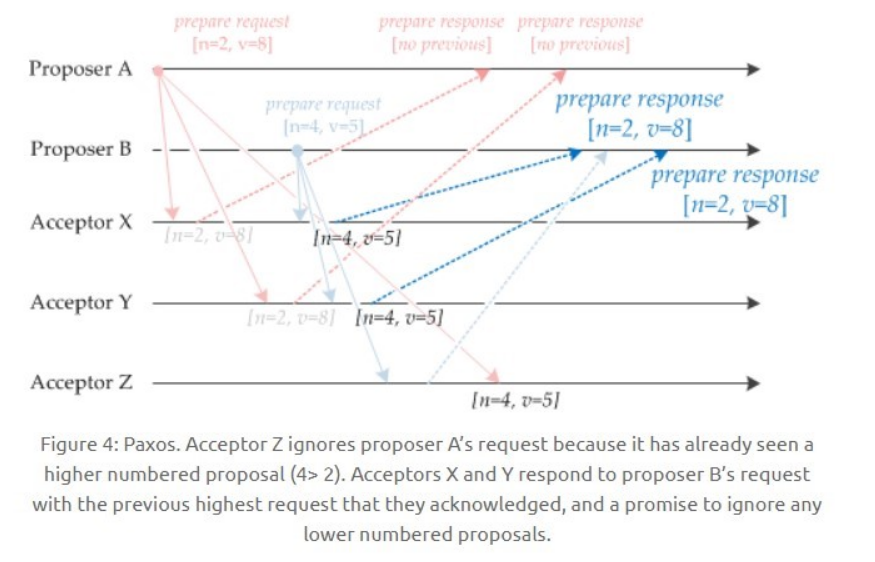 prepare request
[n=2, v=8]
prepare response
[no previous]
prepare response
[no previous]
Proposer A
prepare request
[n=4, v=5]
prepare response
[n=2, v=8]
Proposer B
prepare response
[n=2, v=8]
Acceptor X
[n=2, v=8]
[n=4, v=5]
Acceptor Y
[n=2, v=8]
[n=4, v=5]
Acceptor Z
[n=4, v=5]
Figure 4: Paxos. Acceptor Z ignores proposer A’s request because it has already seen a
higher numbered proposal (4> 2). Acceptors X and Y respond to proposer B’s request
with the previous highest request that they acknowledged, and a promise to ignore any
lower numbered proposals.